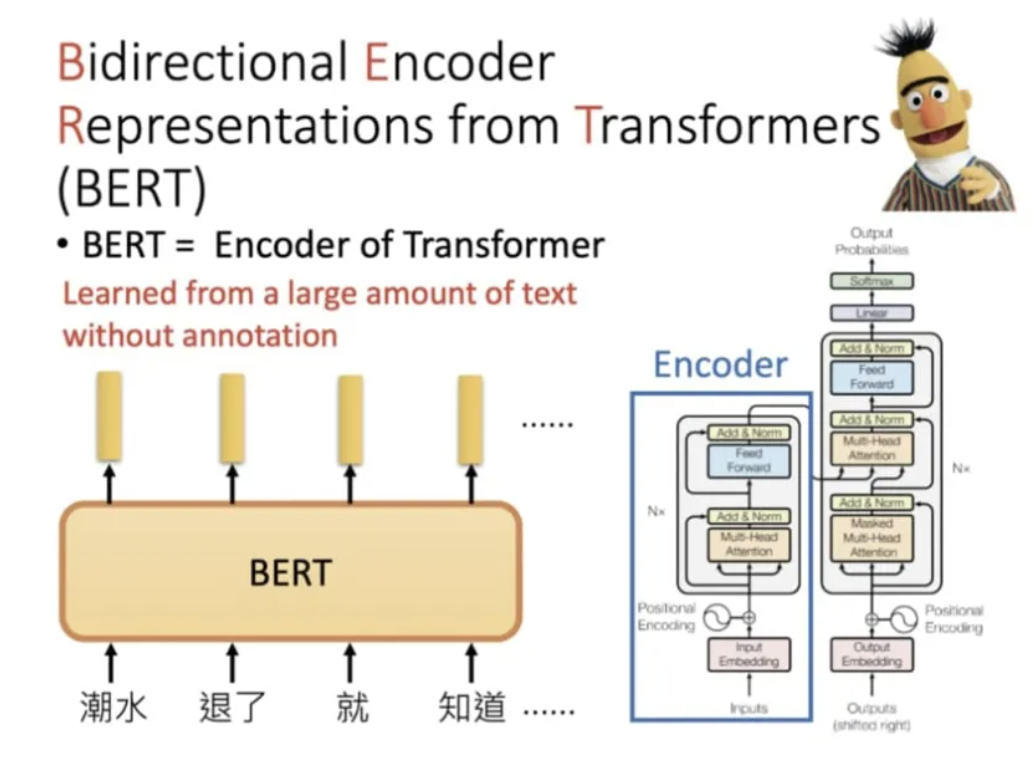 Bidirectional Encoder
Representations from Transformers
(BERT)
• BERT = Encoder of Transformer
Learned from a large amount of text
without annotation
......
BERT
潮水 退了 就 知道 ......
Encoder
Add & Norm
Feed
Forward
Add & Norm
Multi-Head
Attention
N×
Positional
Encoding
Input
Embedding
Inputs
Output
Probabilities
Softmax
Linear
Add & Norm
Feed
Forward
Add & Norm
Multi-Head
Attention
N×
Add & Norm
Masked
Multi-Head
Attention
Positional
Encoding
Output
Embedding
Outputs
(shifted right)